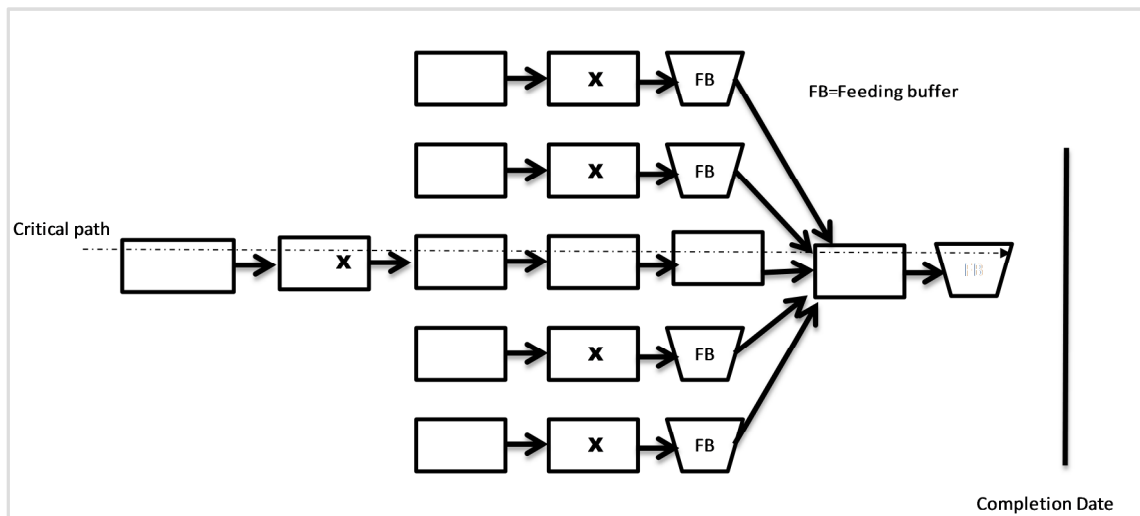 X
FB
FB=Feeding buffer
X
FB
Critical path
X
X
FB
X
FB
Completion Date